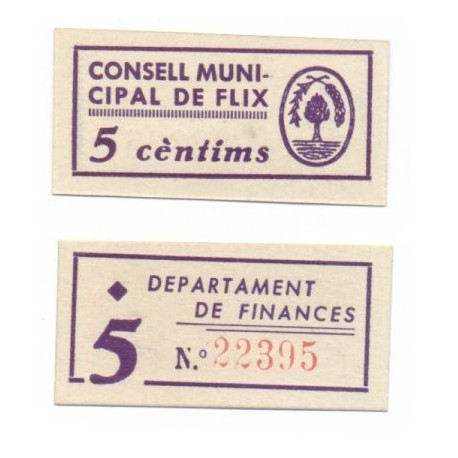 CONSELL MUNI-
CIPAL DE FLIX
5 cèntims
DEPARTAMENT
DE FINANCES
5
N.º 22395